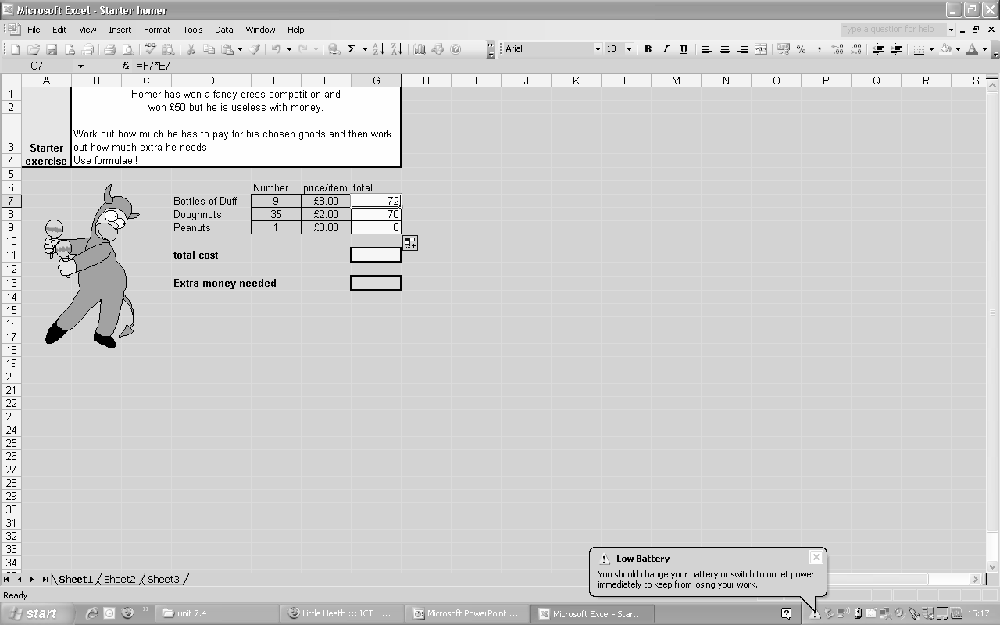 Microsoft Excel - Starter homer
File Edit View Insert Format Tools Data Window Help
Type a question for help
Arial 10 B I U
G7 fx =F7*E7
A B C D E F G H I J K L M N O P Q R S
1 Homer has won a fancy dress competition and
2 won £50 but he is useless with money.
Work out how much he has to pay for his chosen goods and then work
3 Starter out how much extra he needs
4 exercise Use formulae!!
5
6 Number price/item total
7 Bottles of Duff 9 £8.00 72
8 Doughnuts 35 £2.00 70
9 Peanuts 1 £8.00 8
10
11 total cost
12
13 Extra money needed
14
15
16
17
18
19
20
21
22
23
24
25
26
27
28
29
30
31
32
33
34
Low Battery
You should change your battery or switch to outlet power
immediately to keep from losing your work.
Sheet1 Sheet2 Sheet3
Ready
start unit 7.4 Little Heath ::: ICT ::... Microsoft PowerPoint ... Microsoft Excel - Star... 15:17